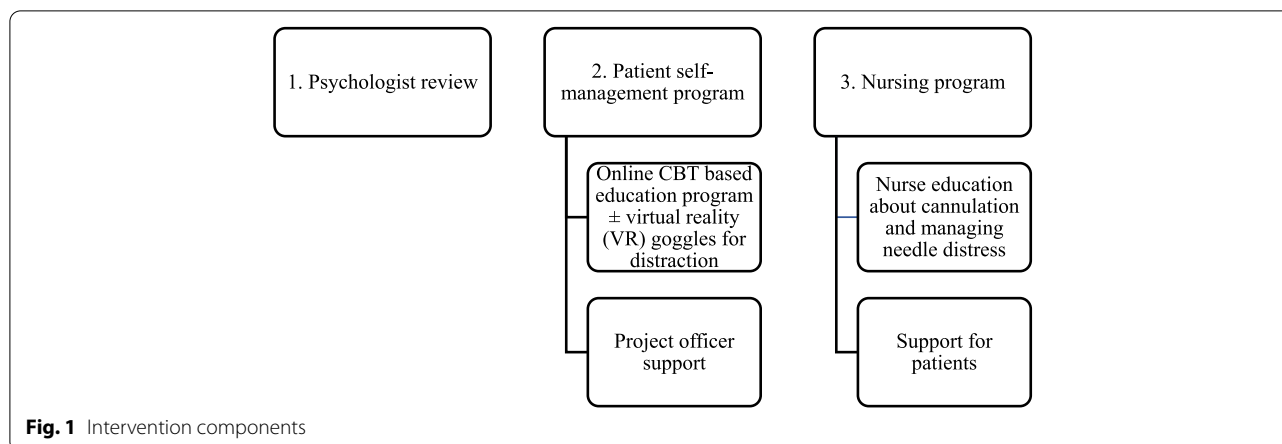 1. Psychologist review
2. Patient self-
management program
3. Nursing program
Online CBT based
education program
± virtual reality
(VR) goggles for
distraction
Nurse education
about cannulation
and managing
needle distress
Project officer
support
Support for
patients
Fig. 1 Intervention components